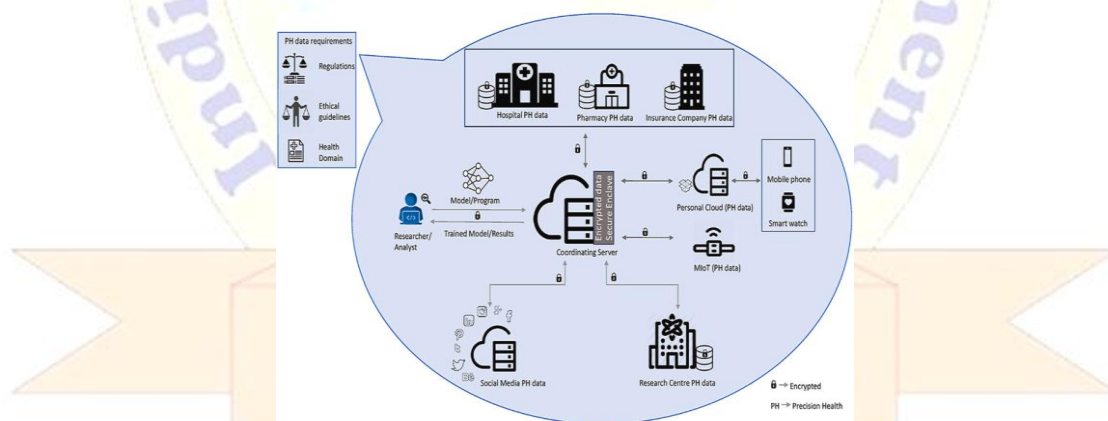 PH data requirements
Regulations
Ethical
guidelines
Health
Domain
Hospital PH data
Pharmacy PH data
Insurance Company PH data
Model/Program
Trained Model/Results
Researcher/
Analyst
Encrypted data
Secure Enclave
Coordinating Server
Personal Cloud (PH data)
Mobile phone
Smart watch
MIoT (PH data)
Social Media PH data
Research Centre PH data
Encrypted
PH → Precision Health